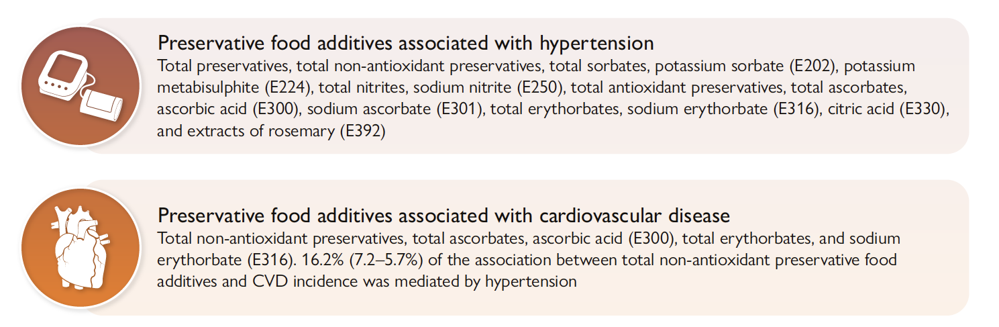 Preservative food additives associated with hypertension
Total preservatives, total non-antioxidant preservatives, total sorbates, potassium sorbate (E202), potassium
metabisulphite (E224), total nitrites, sodium nitrite (E250), total antioxidant preservatives, total ascorbates,
ascorbic acid (E300), sodium ascorbate (E301), total erythorbates, sodium erythorbate (E316), citric acid (E330),
and extracts of rosemary (E392)
Preservative food additives associated with cardiovascular disease
Total non-antioxidant preservatives, total ascorbates, ascorbic acid (E300), total erythorbates, and sodium
erythorbate (E316). 16.2% (7.2–5.7%) of the association between total non-antioxidant preservative food
additives and CVD incidence was mediated by hypertension